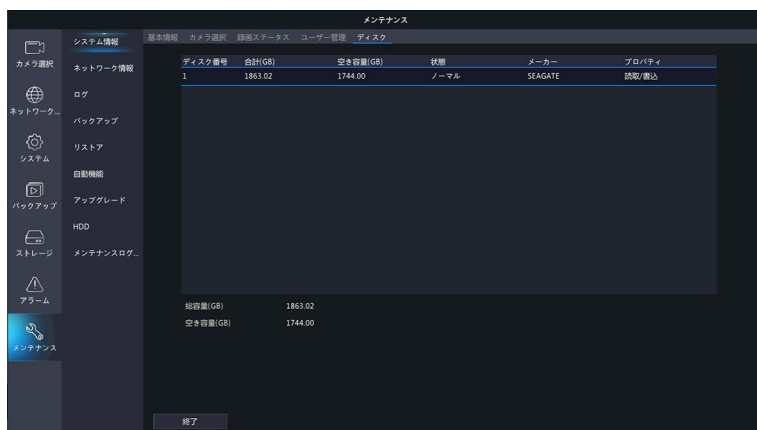 メンテナンス
カメラ選択
ネットワーク...
システム
バックアップ
ストレージ
アラーム
メンテナンス
システム情報
ネットワーク情報
ログ
バックアップ
リストア
自動機能
アップグレード
HDD
メンテナンスログ...
基本情報 カメラ選択 録画ステータス ユーザー管理 ディスク
ディスク番号 合計(GB) 空き容量(GB) 状態 メーカー プロパティ
1 1863.02 1744.00 ノーマル SEAGATE 読取/書込
総容量(GB) 1863.02
空き容量(GB) 1744.00
終了